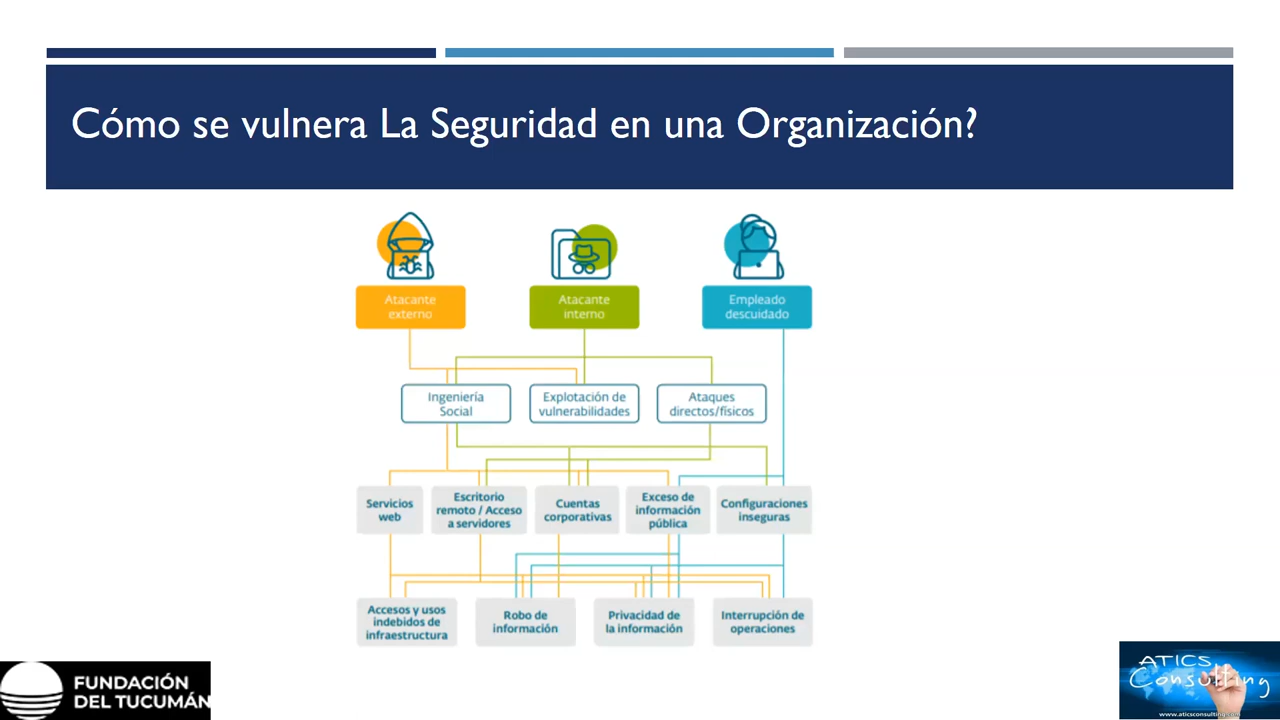 Cómo se vulnera La Seguridad en una Organización?
Atacante
externo
Atacante
interno
Empleado
descuidado
Ingeniería
Social
Explotación de
vulnerabilidades
Ataques
directos/físicos
Servicios
web
Escritorio
remoto / Acceso
a servidores
Cuentas
corporativas
Exceso de
información
pública
Configuraciones
inseguras
Accesos y usos
indebidos de
infraestructura
Robo de
información
Privacidad de
la información
Interrupción de
operaciones
FUNDACIÓN
DEL TUCUMÁN
ATICS
Consulting
www.aticsconsulting.com